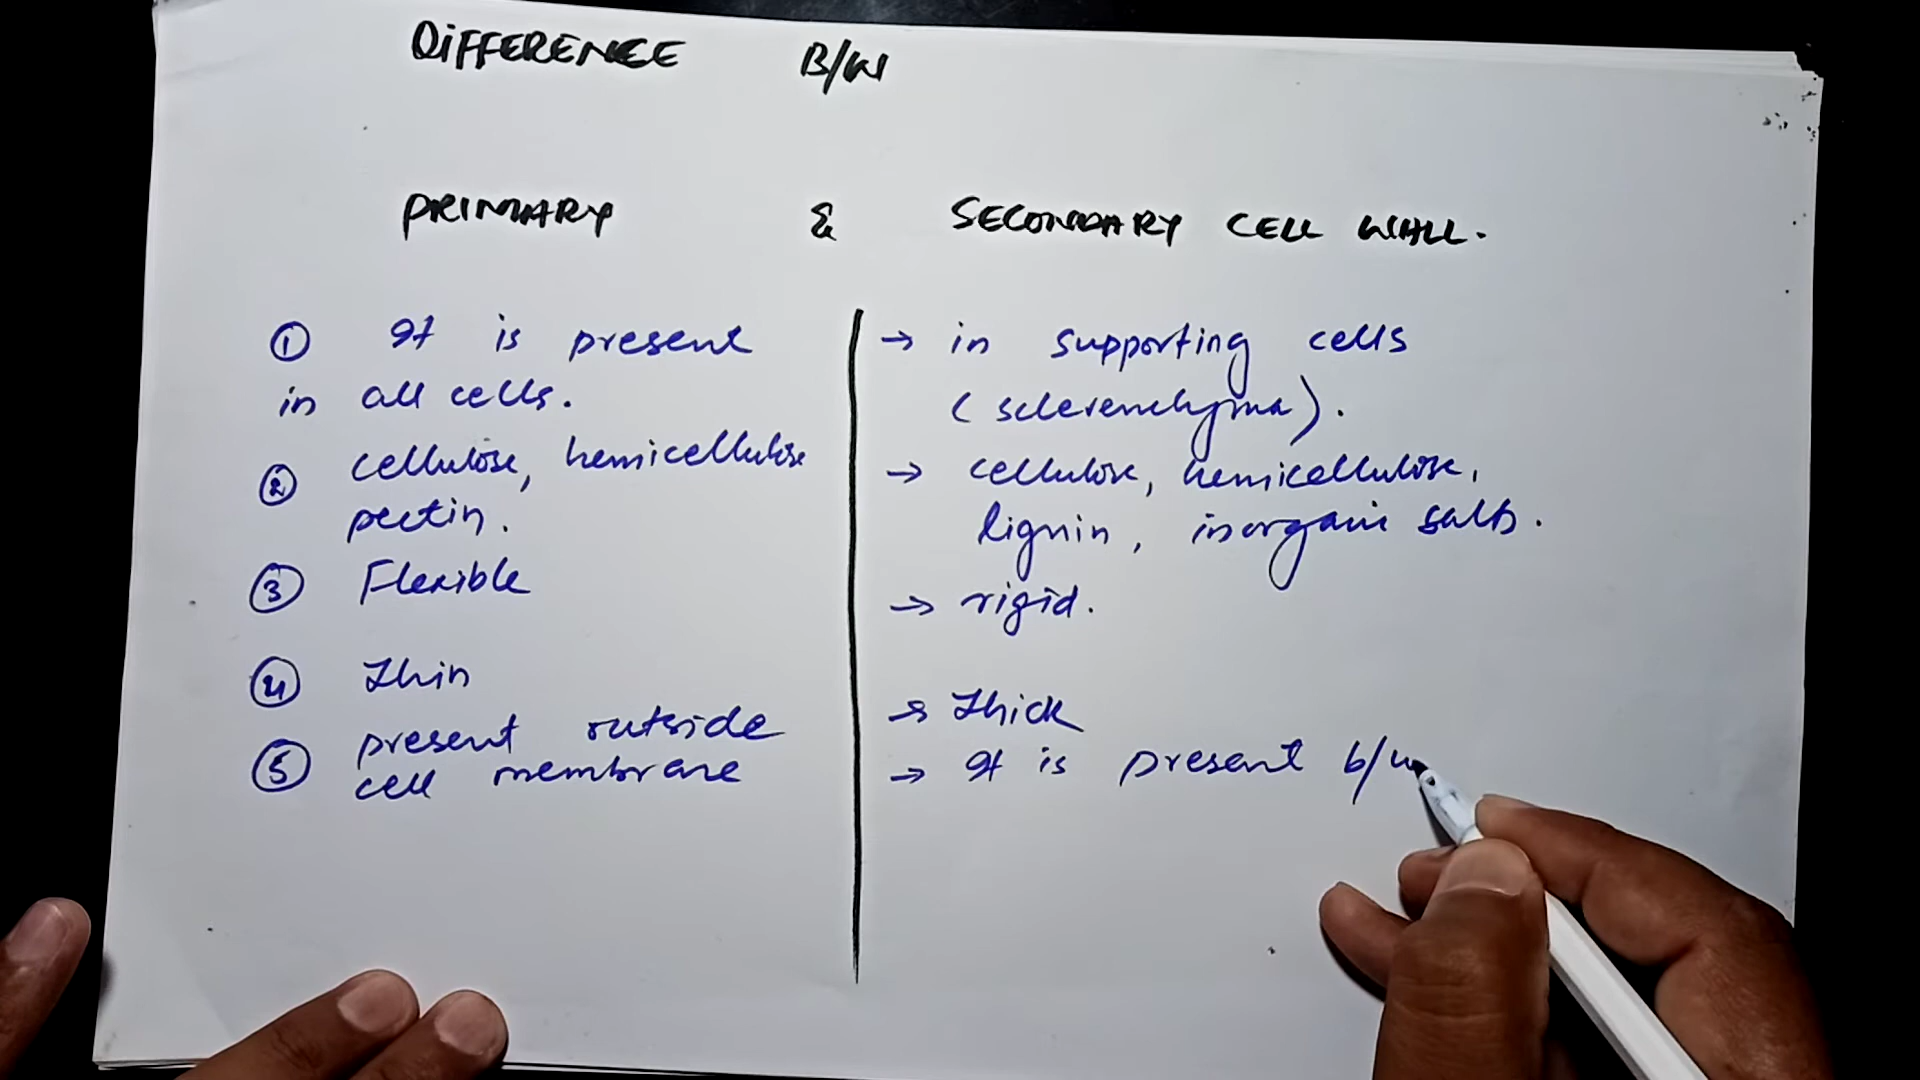 DIFFERENCE B/W
PRIMARY & SECONDARY CELL WALL.
① It is present
in all cells.
② cellulose, hemicellulose
pectin.
③ Flexible
④ Thin
⑤ present outside
cell membrane
→ in supporting cells
(sclerenchyma).
→ cellulose, hemicellulose,
lignin, inorganic salts.
→ rigid.
→ Thick
→ It is present b/w